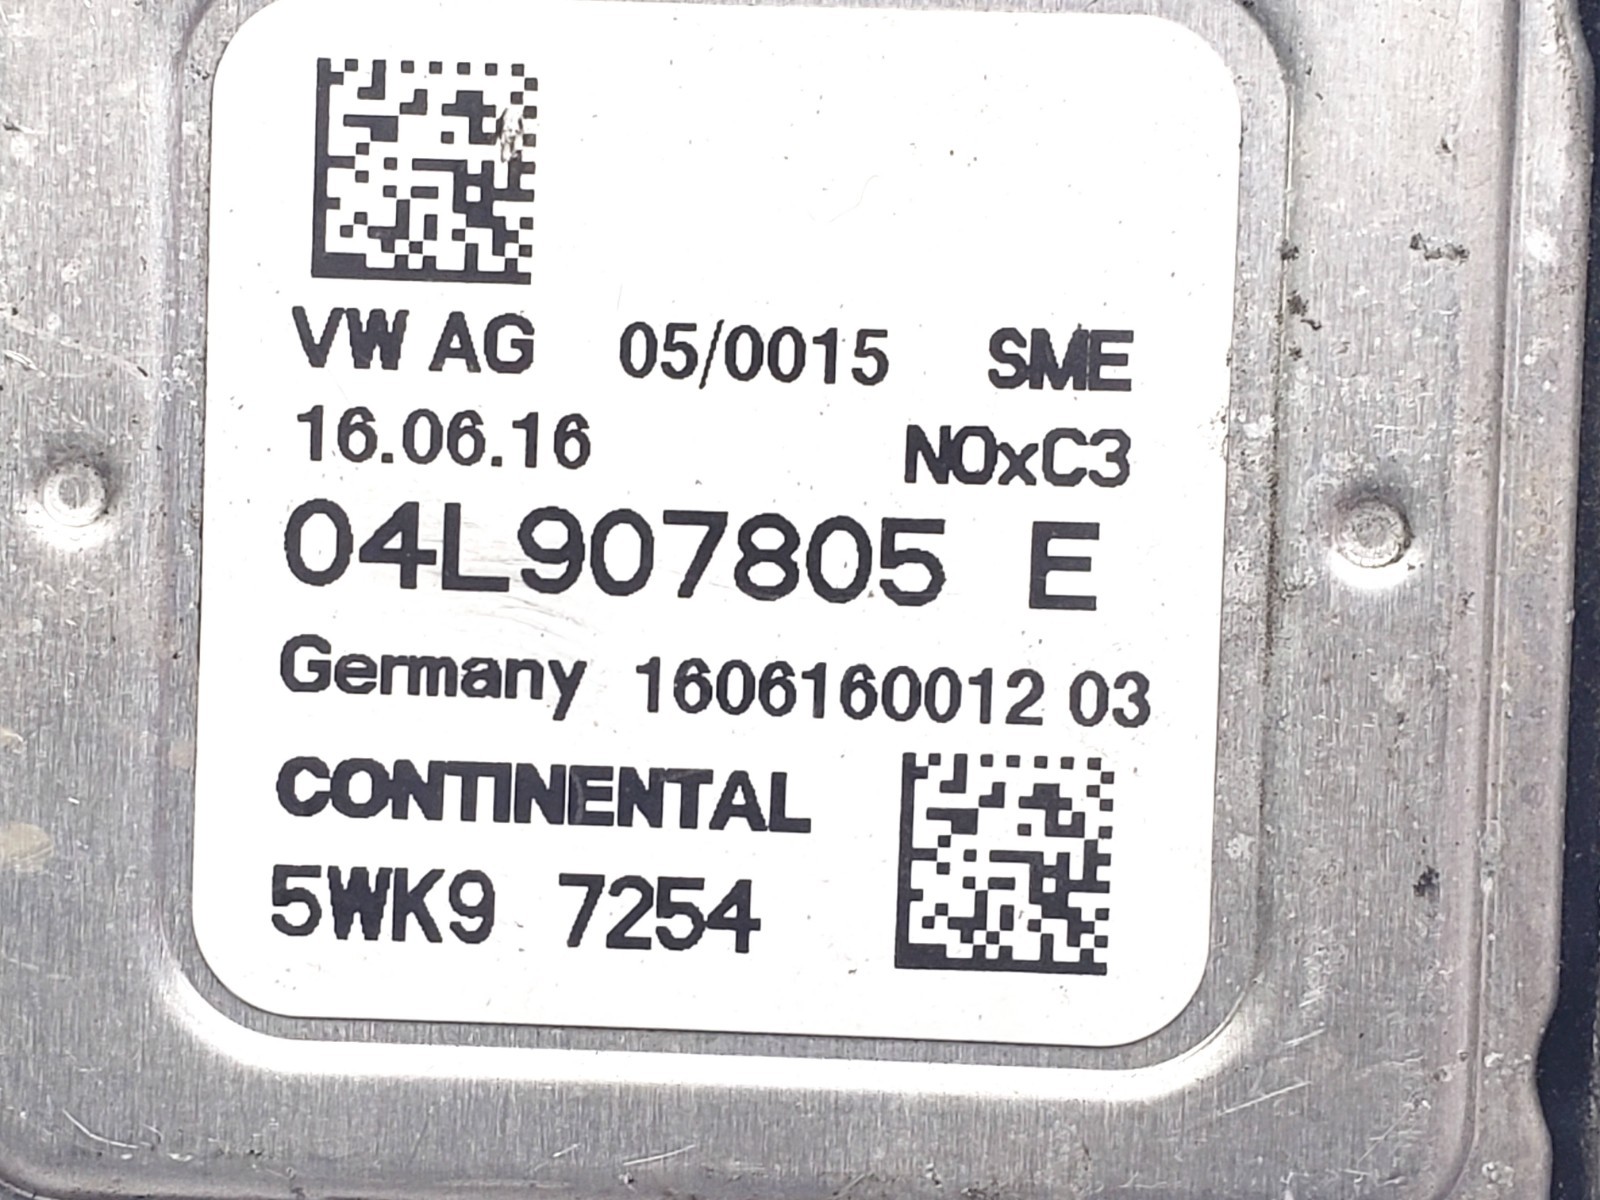 VW AG 05/0015 SME
16.06.16 NOxC3
04L907805 E
Germany 1606160012 03
CONTINENTAL
5WK9 7254